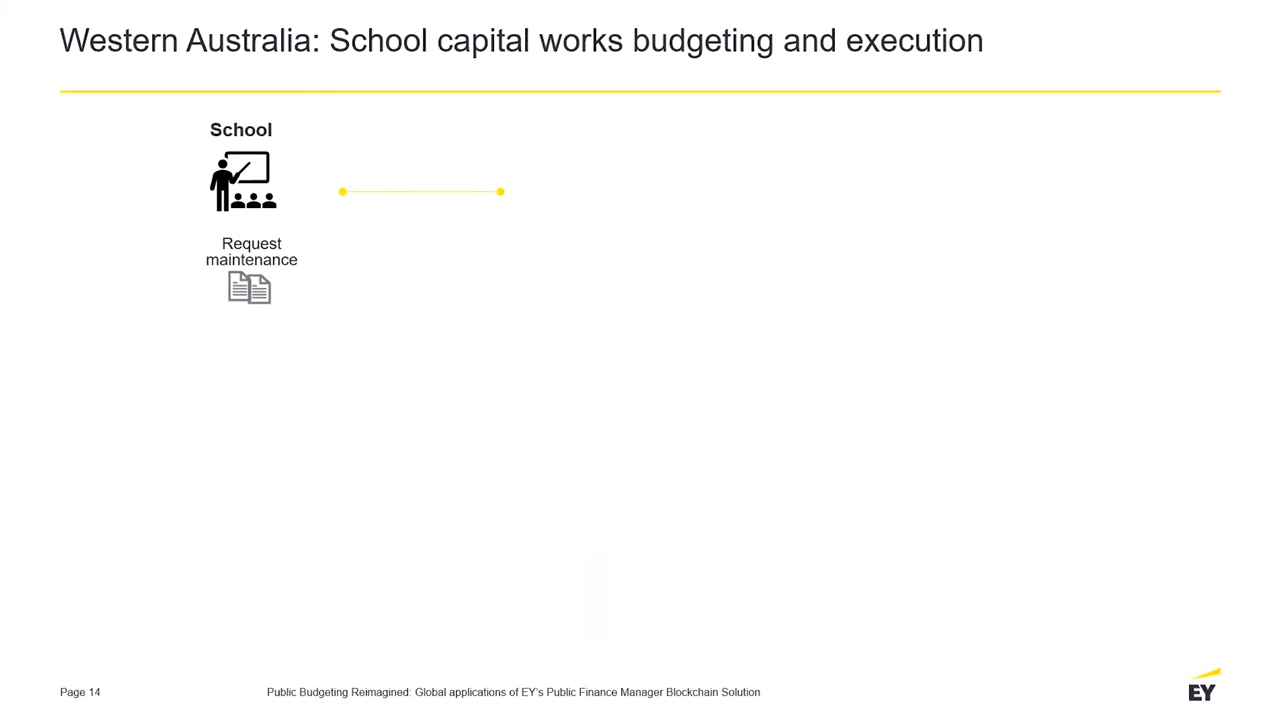 Western Australia: School capital works budgeting and execution
School
Request
maintenance
Page 14
Public Budgeting Reimagined: Global applications of EY's Public Finance Manager Blockchain Solution
EY